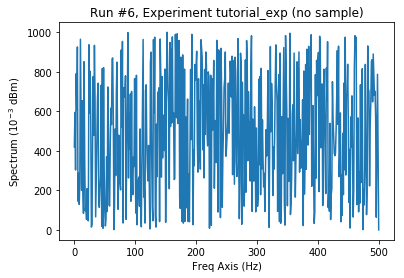 Run #6, Experiment tutorial_exp (no sample)
Spectrum (10⁻³ dBm)
1000
800
600
400
200
0
0 100 200 300 400 500
Freq Axis (Hz)